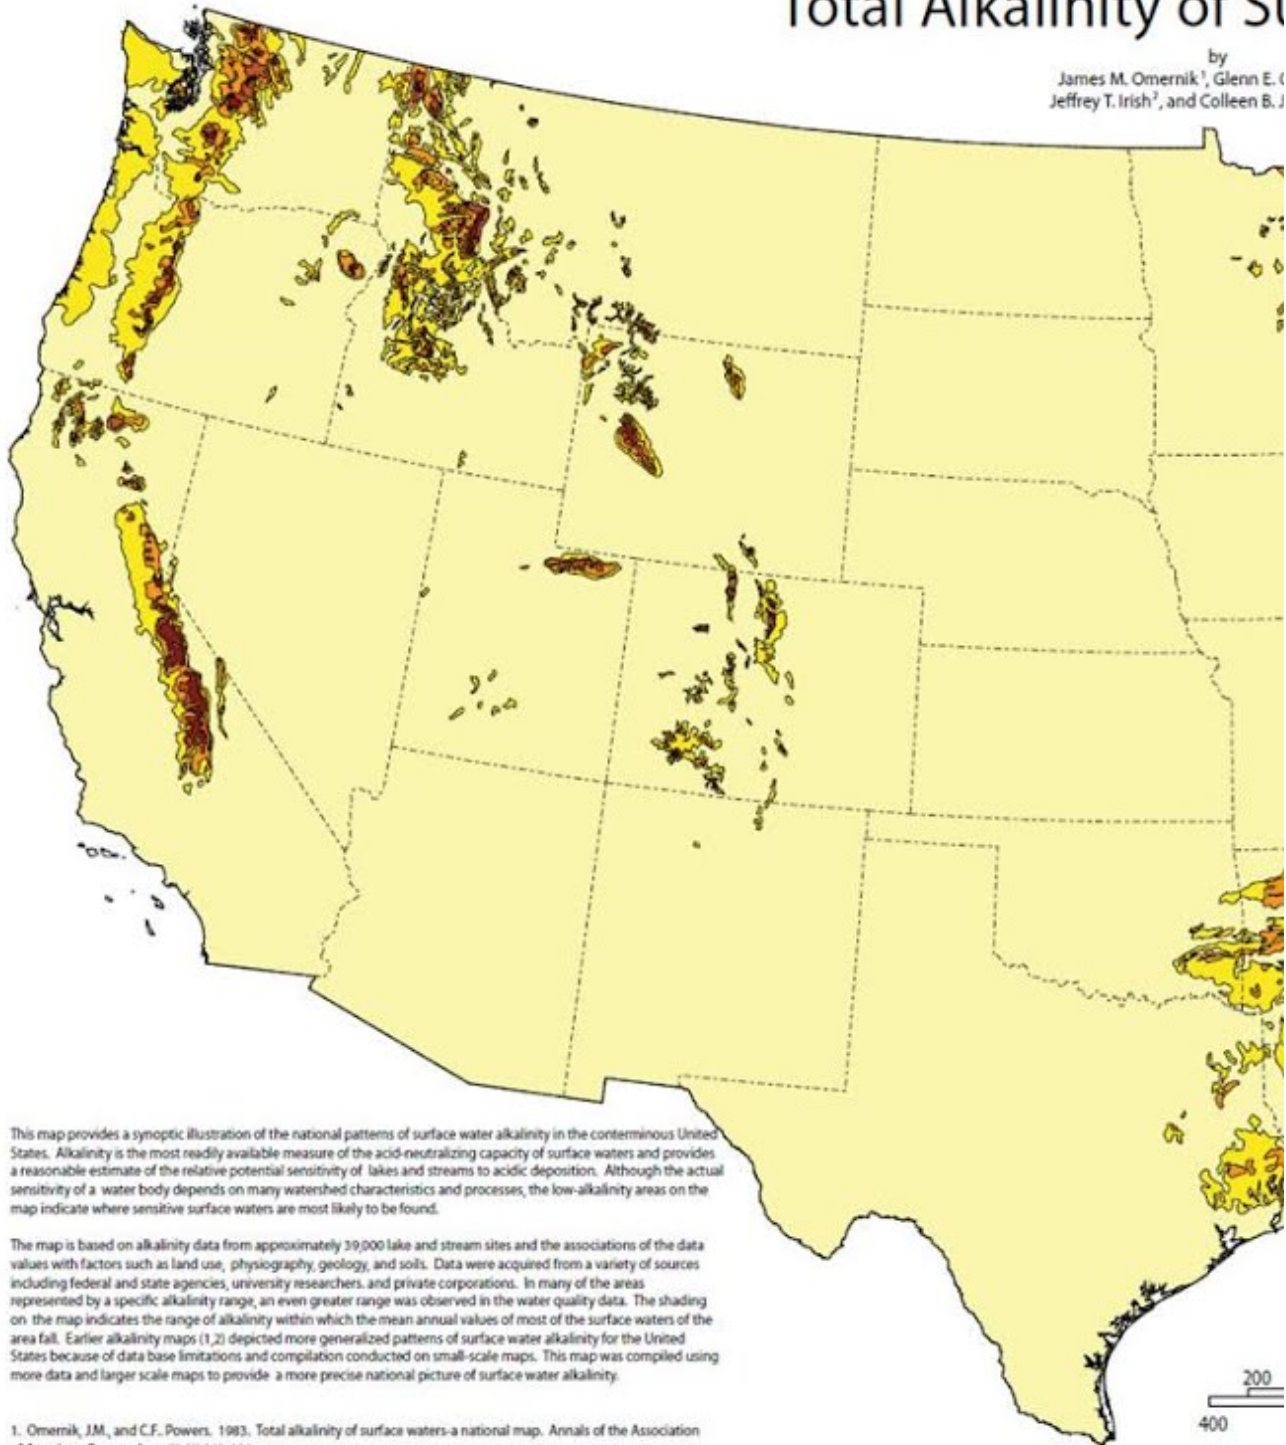 Total Alkalinity of Su
by
James M. Omernik¹, Glenn E. G
Jeffrey T. Irish², and Colleen B. J
This map provides a synoptic illustration of the national patterns of surface water alkalinity in the conterminous United
States. Alkalinity is the most readily available measure of the acid-neutralizing capacity of surface waters and provides
a reasonable estimate of the relative potential sensitivity of lakes and streams to acidic deposition. Although the actual
sensitivity of a water body depends on many watershed characteristics and processes, the low-alkalinity areas on the
map indicate where sensitive surface waters are most likely to be found.
The map is based on alkalinity data from approximately 39,000 lake and stream sites and the associations of the data
values with factors such as land use, physiography, geology, and soils. Data were acquired from a variety of sources
including federal and state agencies, university researchers. and private corporations. In many of the areas
represented by a specific alkalinity range, an even greater range was observed in the water quality data. The shading
on the map indicates the range of alkalinity within which the mean annual values of most of the surface waters of the
area fall. Earlier alkalinity maps (1,2) depicted more generalized patterns of surface water alkalinity for the United
States because of data base limitations and compilation conducted on small-scale maps. This map was compiled using
more data and larger scale maps to provide a more precise national picture of surface water alkalinity.
200
400
1. Omernik, J.M., and C.F.. Powers. 1983. Total alkalinity of surface waters-a national map. Annals of the Association